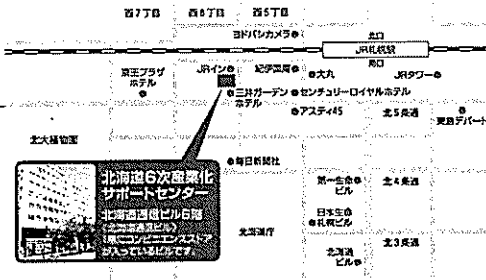 西7丁目
西6丁目
西5丁目
ヨドバシカメラ
北口
JR札幌駅
南口
京王プラザ
ホテル
JRイン
紀伊國屋
大丸
JRタワー
三井ガーデン
ホテル
センチュリーロイヤルホテル
アスティ45
北5条通
東急デパート
北大植物園
毎日新聞社
北海道6次産業化
サポートセンター
北海道通信ビル6階
(北海道通信ビル)
1階にコンビニエンスストア
が入っているビルです
第一生命
ビル
北4条通
日本生命
札幌ビル
北海道庁
北3条通
北海道
ビル